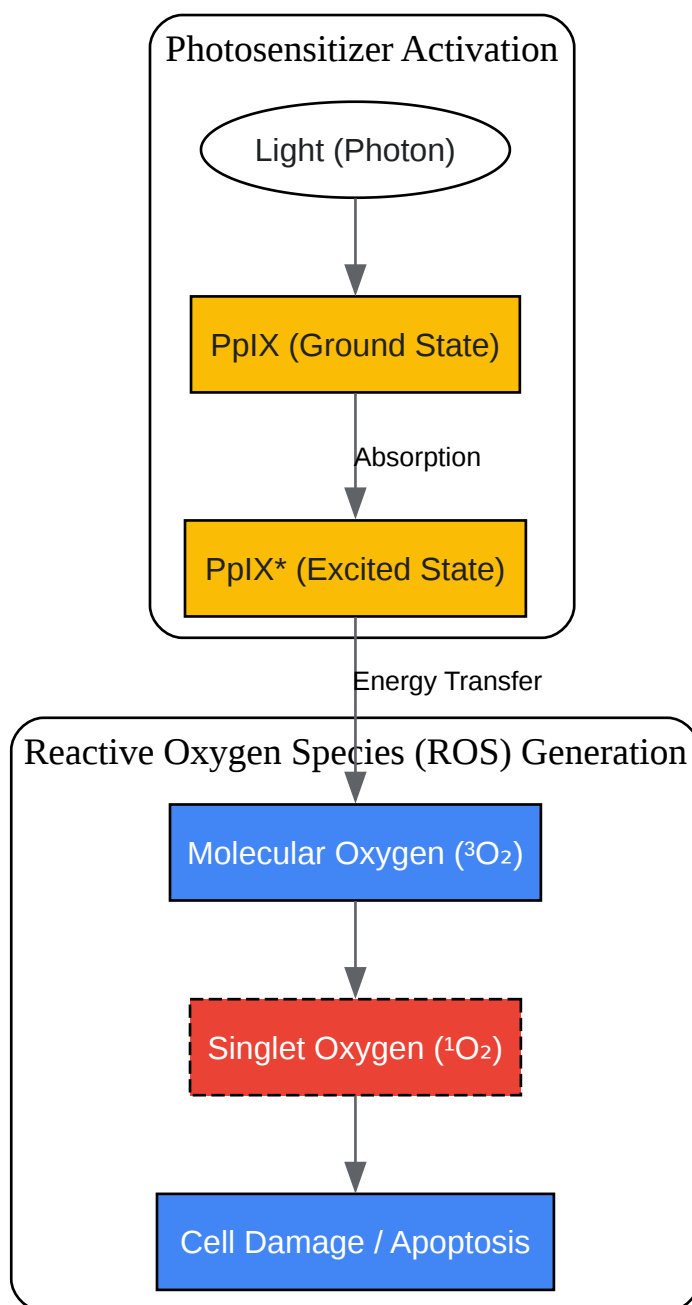 Photosensitizer Activation
Light (Photon)
PpIX (Ground State)
Absorption
PpIX* (Excited State)
Energy Transfer
Reactive Oxygen Species (ROS) Generation
Molecular Oxygen (³O₂)
Singlet Oxygen (¹O₂)
Cell Damage / Apoptosis